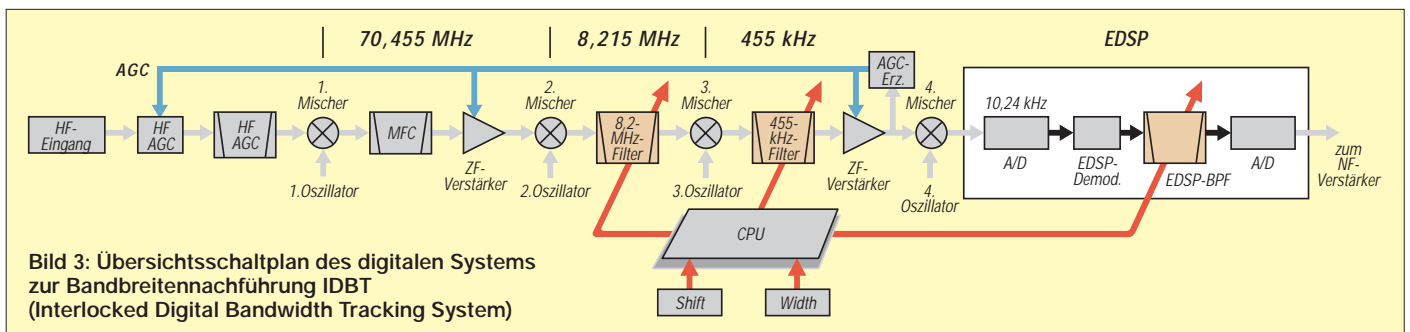 70,455 MHz
8,215 MHz
455 kHz
EDSP
AGC
AGC-
Erz.
1.
Mischer
2.
Mischer
3.
Mischer
4.
Mischer
10,24 kHz
HF-
Eingang
HF
AGC
HF
AGC
MFC
8,2-
MHz-
Filter
455-
kHz-
Filter
1.Oszillator
ZF-
Verstärker
2.Oszillator
3.Oszillator
ZF-
Verstärker
4.
Oszillator
A/D
EDSP-
Demod.
EDSP-BPF
A/D
zum
NF-
Verstärker
CPU
Shift
Width
Bild 3: Übersichtsschaltplan des digitalen Systems
zur Bandbreitennachführung IDBT
(Interlocked Digital Bandwidth Tracking System)